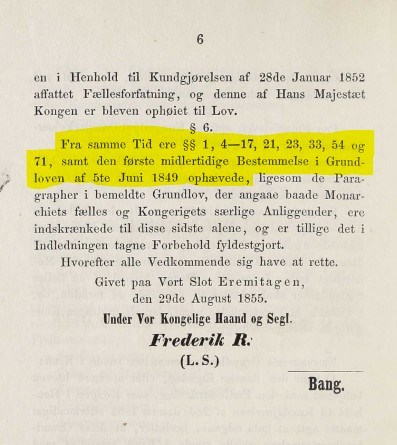 6
en i Henhold til Kundgjørelsen af 28de Januar 1852
affattet Fællesforfatning, og denne af Hans Majestæt
Kongen er bleven ophøiet til Lov.
§ 6.
Fra samme Tid ere §§ 1, 4—17, 21, 23, 33, 54 og
71, samt den første midlertidige Bestemmelse i Grund-
loven af 5te Juni 1849 ophævede, ligesom de Para-
grapher i bemeldte Grundlov, der angaae baade Monar-
chiets fælles og Kongerigets særlige Anliggender, ere
indskrænkede til disse sidste alene, og er tillige det i
Indledningen tagne Forbehold fyldestgjort.
Hvorefter alle Vedkommende sig have at rette.
Givet paa Vort Slot Eremitagen,
den 29de August 1855.
Under Vor Kongelige Haand og Segl.
Frederik R.
(L. S.)
Bang.